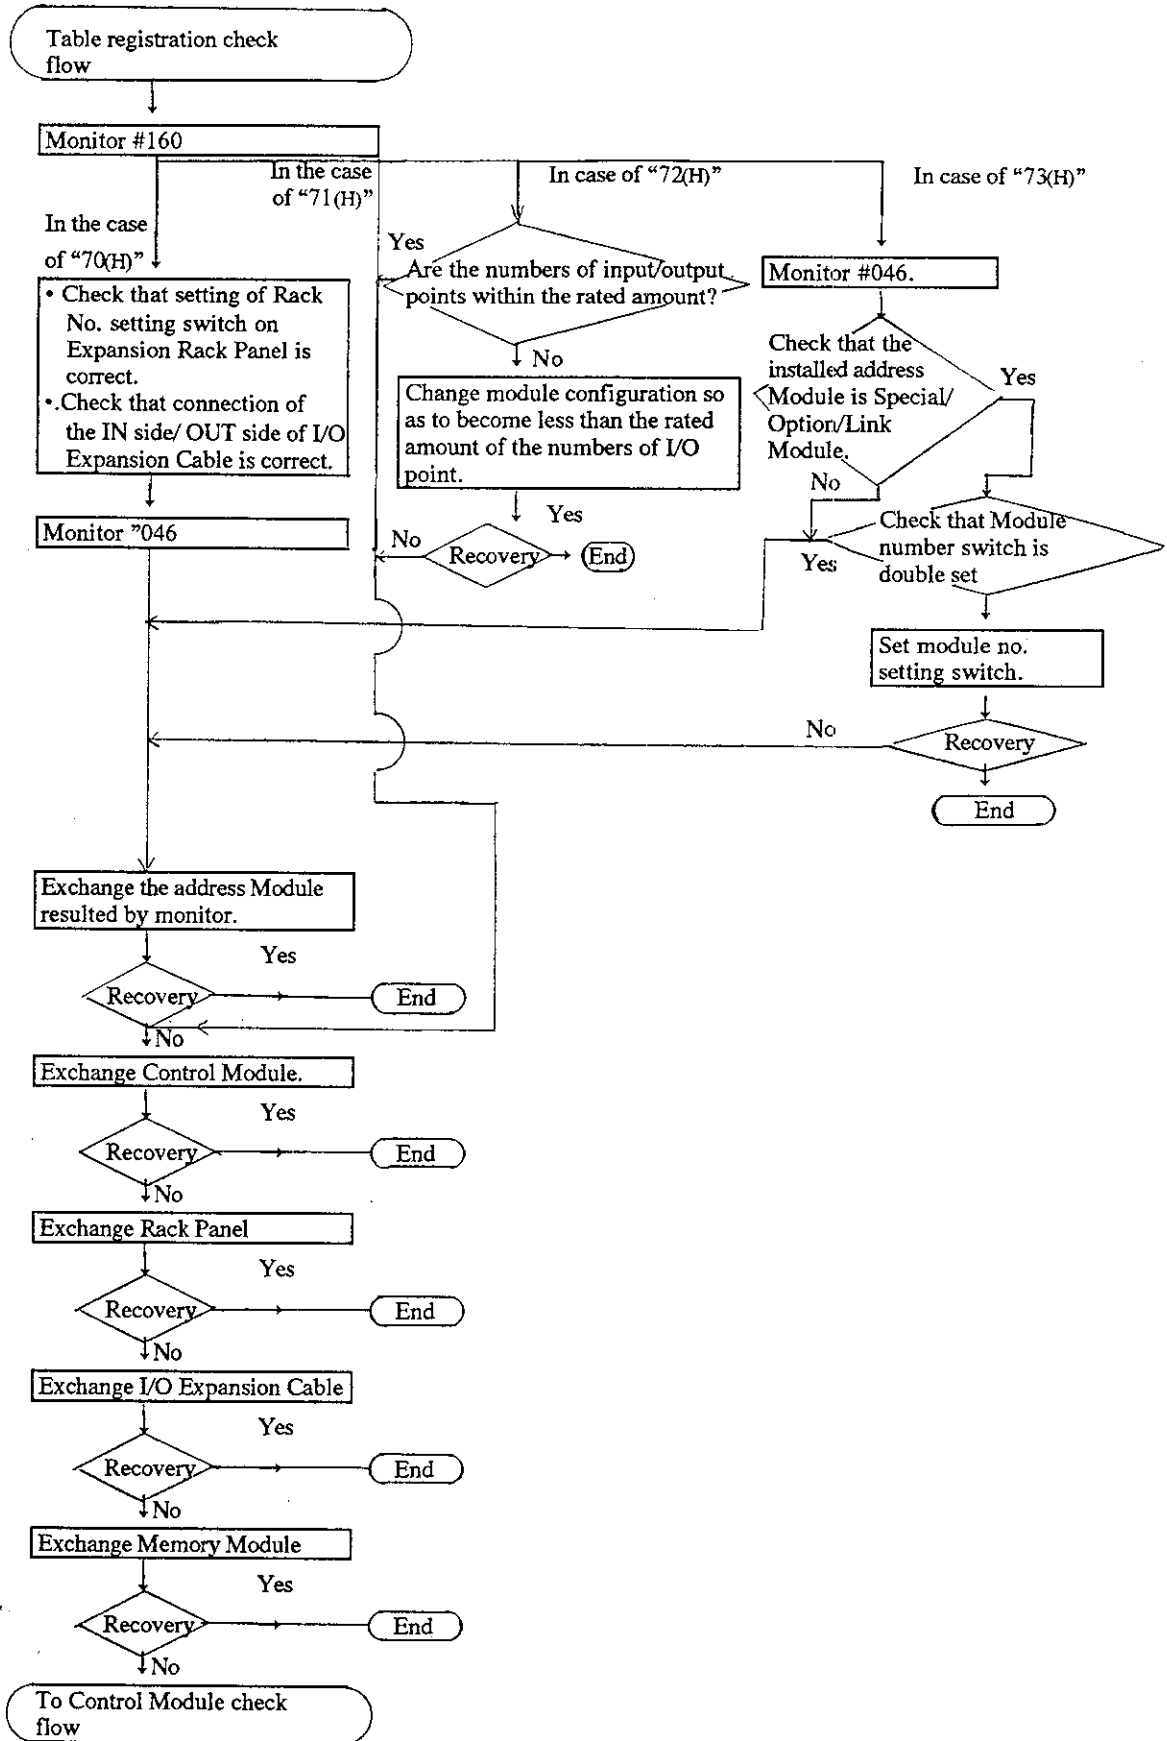 Table registration check
flow
Monitor #160
In the case
of “71(H)”
In case of “72(H)”
In case of “73(H)”
In the case
of “70(H)”
• Check that setting of Rack
No. setting switch on
Expansion Rack Panel is
correct.
•.Check that connection of
the IN side/ OUT side of I/O
Expansion Cable is correct.
Monitor ”046
Yes
Are the numbers of input/output
points within the rated amount?
No
Change module configuration so
as to become less than the rated
amount of the numbers of I/O
point.
Yes
No
Recovery
End
Monitor #046.
Check that the
installed address
Module is Special/
Option/Link
Module.
Yes
No
Check that Module
number switch is
double set
Yes
Set module no.
setting switch.
No
Recovery
End
Exchange the address Module
resulted by monitor.
Yes
Recovery
End
No
Exchange Control Module.
Yes
Recovery
End
No
Exchange Rack Panel
Yes
Recovery
End
No
Exchange I/O Expansion Cable
Yes
Recovery
End
No
Exchange Memory Module
Yes
Recovery
End
No
To Control Module check
flow